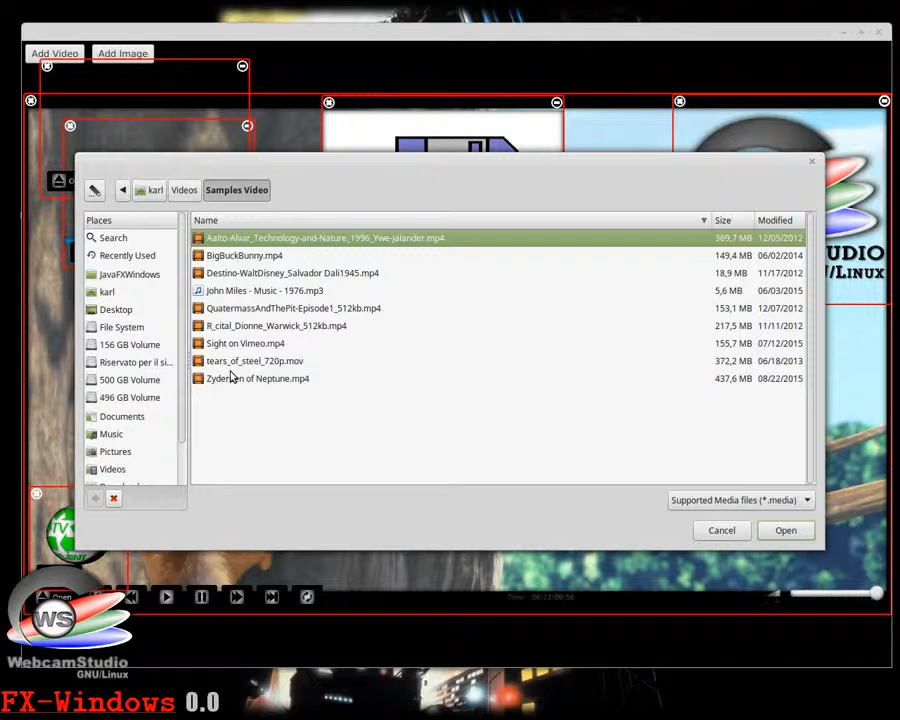 Add Video Add Image
karl Videos Samples Video
Places Name Size Modified
Search Aalto-Alvar_Technology-and-Nature_1996_Ywe-Jalander.mp4 369,7 MB 12/05/2012
Recently Used BigBuckBunny.mp4 149,4 MB 06/02/2014
JavaFXWindows Destino-WaltDisney_Salvador Dali1945.mp4 18,9 MB 11/17/2012
karl John Miles - Music - 1976.mp3 5,6 MB 06/03/2015
Desktop QuatermassAndThePit-Episode1_512kb.mp4 153,1 MB 12/07/2012
File System R_cital_Dionne_Warwick_512kb.mp4 217,5 MB 11/11/2012
156 GB Volume Sight on Vimeo.mp4 155,7 MB 07/12/2015
Riservato per il si... tears_of_steel_720p.mov 372,2 MB 06/18/2013
500 GB Volume of Neptune.mp4 437,6 MB 08/22/2015
496 GB Volume
Documents
Music
Pictures
Videos
Supported Media files (*.media)
Cancel Open
UDIO
/Linux
TV
Open
Time: 06:22/09:56
WS
WebcamStudio
GNU/Linux
FX-Windows 0.0